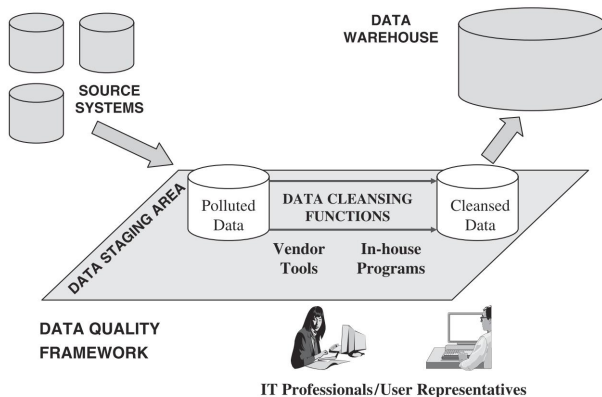 DATA
WAREHOUSE
SOURCE
SYSTEMS
DATA STAGING AREA
Polluted
Data
DATA CLEANSING
FUNCTIONS
Cleansed
Data
Vendor
Tools
In-house
Programs
DATA QUALITY
FRAMEWORK
IT Professionals/User Representatives